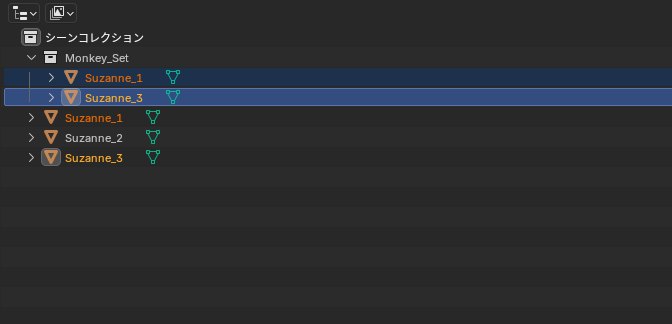 シーンコレクション
Monkey_Set
Suzanne_1
Suzanne_3
Suzanne_1
Suzanne_2
Suzanne_3